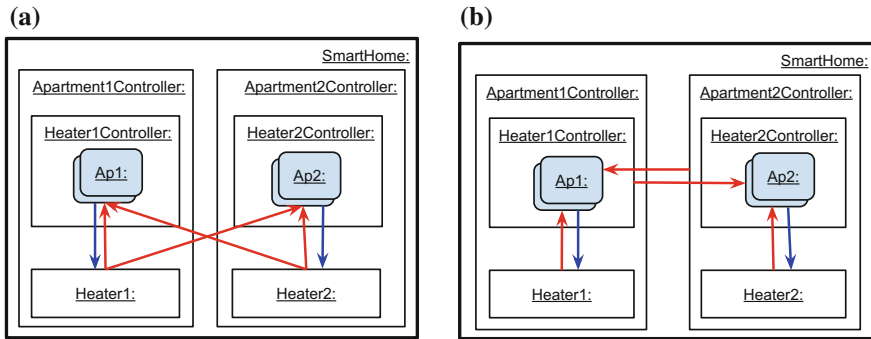 (a)
SmartHome:
Apartment1Controller:
Apartment2Controller:
Heater1Controller:
Heater2Controller:
Ap1:
Ap2:
Heater1:
Heater2:
(b)
SmartHome:
Apartment1Controller:
Apartment2Controller:
Heater1Controller:
Heater2Controller:
Ap1:
Ap2:
Heater1:
Heater2: